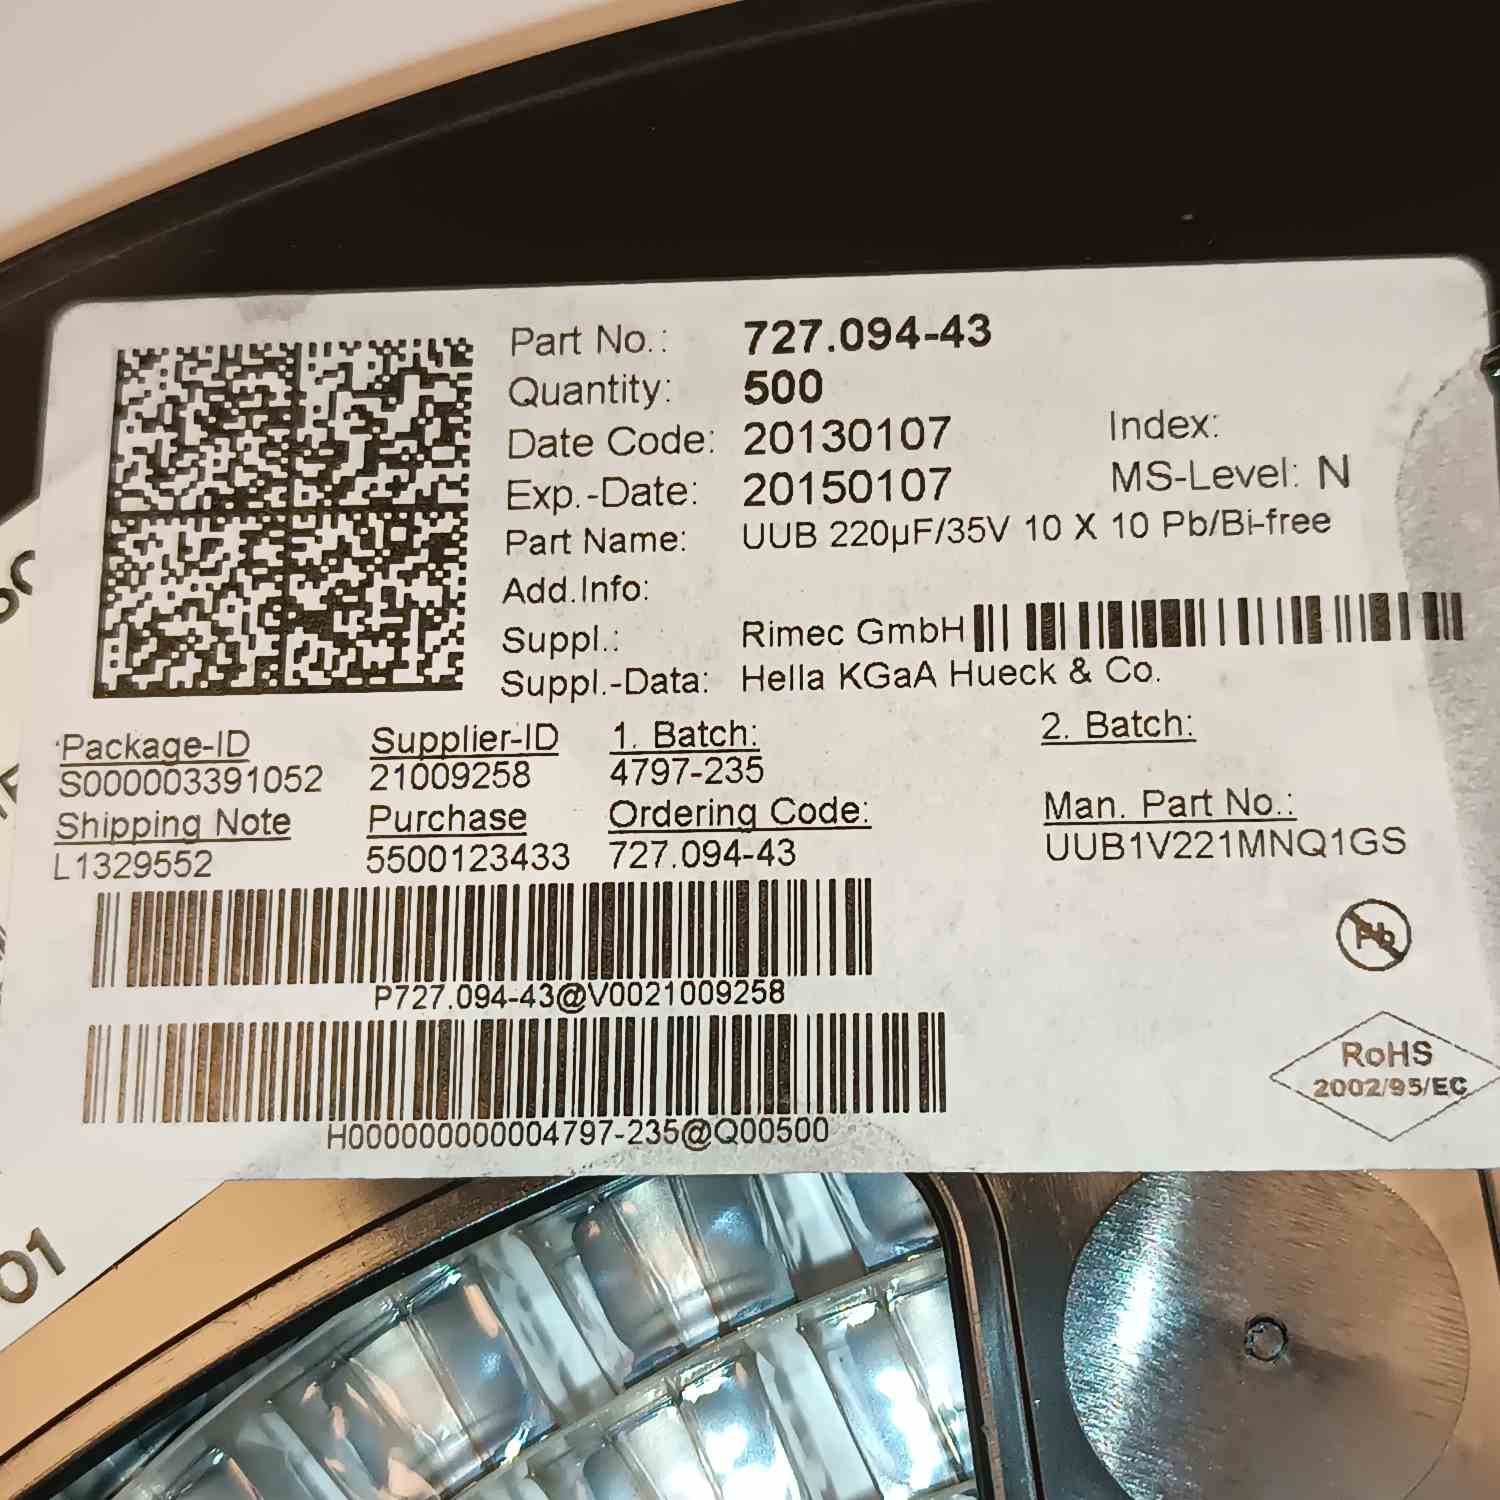 Part No.: 727.094-43
Quantity: 500
Date Code: 20130107 Index:
Exp.-Date: 20150107 MS-Level: N
Part Name: UUB 220µF/35V 10 X 10 Pb/Bi-free
Add.Info:
Suppl.: Rimec GmbH
Suppl.-Data: Hella KGaA Hueck & Co.
Package-ID Supplier-ID 1. Batch: 2. Batch:
S000003391052 21009258 4797-235
Shipping Note Purchase Ordering Code: Man. Part No.:
L1329552 5500123433 727.094-43 UUB1V221MNQ1GS
Pb
P727.094-43@V0021009258
RoHS
2002/95/EC
H000000000004797-235@Q00500
01